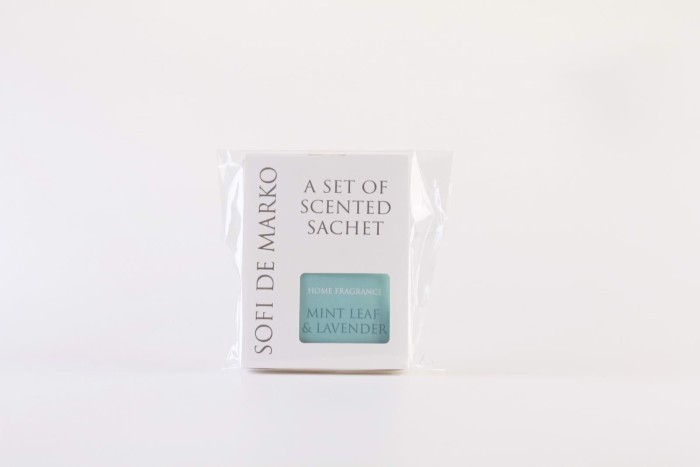 SOFI DE MARKO
A SET OF
SCENTED
SACHET
HOME FRAGRANCE
MINT LEAF
& LAVENDER